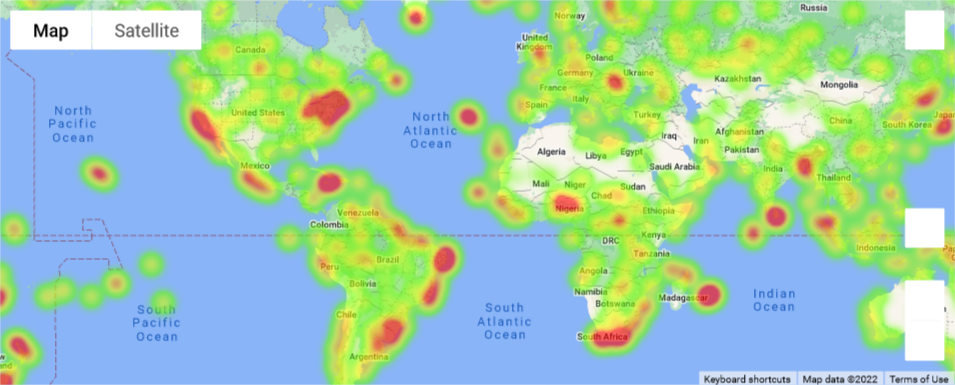 Map
Satellite
Norway
Russia
Canada
United
Kingdom
Poland
Germany
Ukraine
Kazakhstan
Mongolia
France
Italy
Spain
North
Pacific
Ocean
United States
North
Atlantic
Ocean
Turkey
China
South Korea
Iraq
Iran
Afghanistan
Pakistan
Algeria
Libya
Egypt
Saudi Arabia
Mexico
India
Thailand
Mali
Niger
Chad
Sudan
Nigeria
Ethiopia
Venezuela
Colombia
DRC
Kenya
Tanzania
Indonesia
Peru
Brazil
Bolivia
Angola
Namibia
Botswana
Madagascar
Indian
Ocean
South
Pacific
Ocean
South
Atlantic
Ocean
Chile
Argentina
South Africa
Keyboard shortcuts
Map data ©2022
Terms of Use